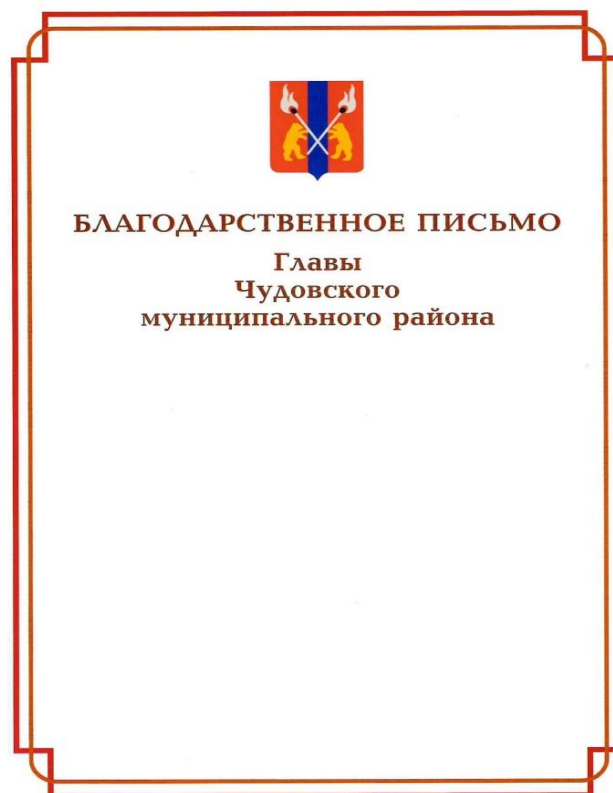 БЛАГОДАРСТВЕННОЕ ПИСЬМО
Главы
Чудовского
муниципального района